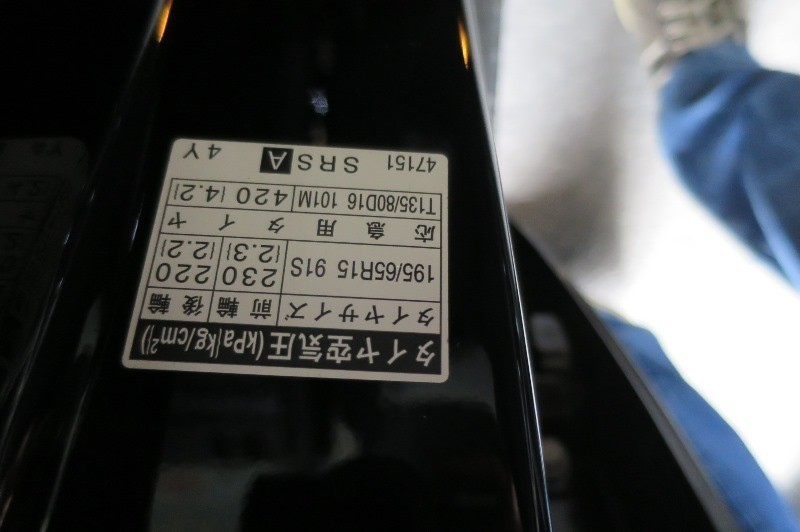 タイヤ空気圧(kPa{kg/cm²})
タイヤサイズ 前輪 後輪
195/65R15 91S 230 {2.3} 220 {2.2}
応急用タイヤ
T135/80D16 101M 420 {4.2}
47151 SRS A 4Y